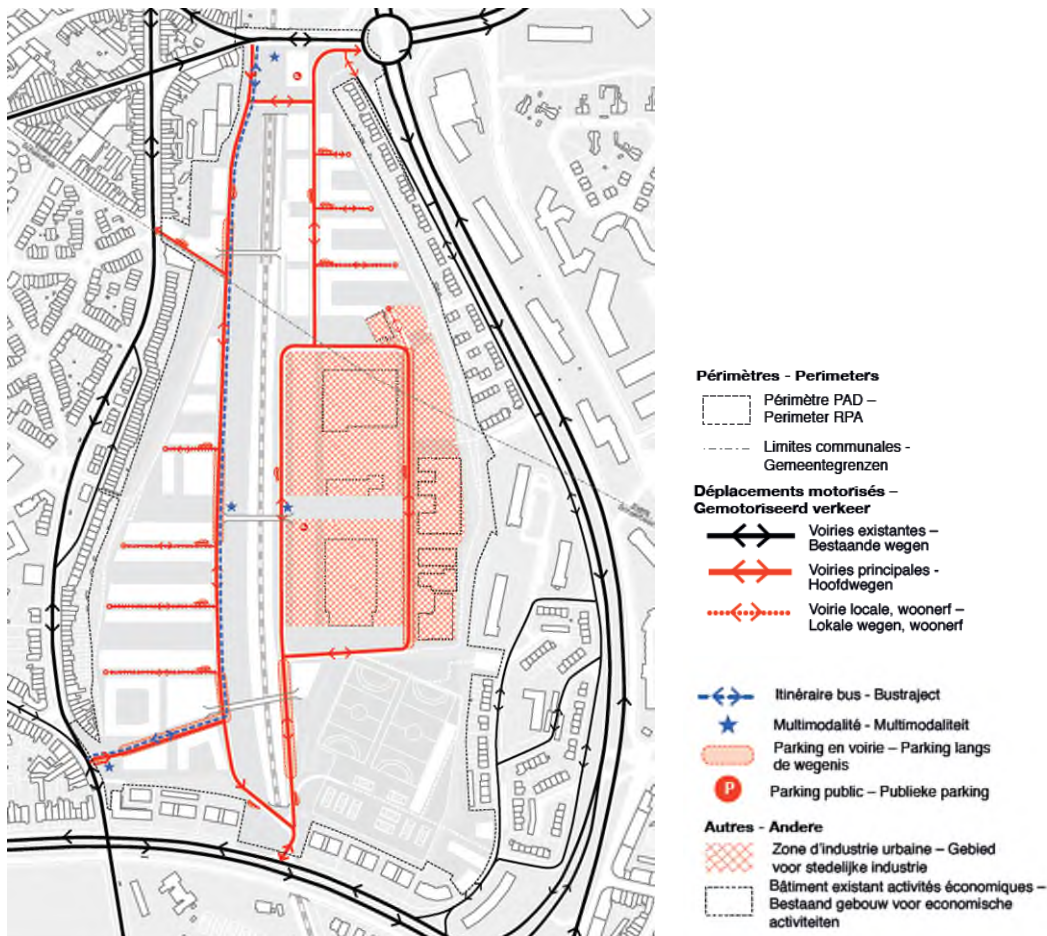 Périmètres - Perimeters
Périmètre PAD –
Perimeter RPA
Limites communales -
Gemeentegrenzen
Déplacements motorisés –
Gemotoriseerd verkeer
Voiries existantes –
Bestaande wegen
Voiries principales -
Hoofdwegen
Voirie locale, woonerf –
Lokale wegen, woonerf
Itinéraire bus - Bustraject
Multimodalité - Multimodaliteit
Parking en voirie – Parking langs
de wegenis
P
Parking public – Publieke parking
Autres - Andere
Zone d'industrie urbaine – Gebied
voor stedelijke industrie
Bâtiment existant activités économiques –
Bestaand gebouw voor economische
activiteiten